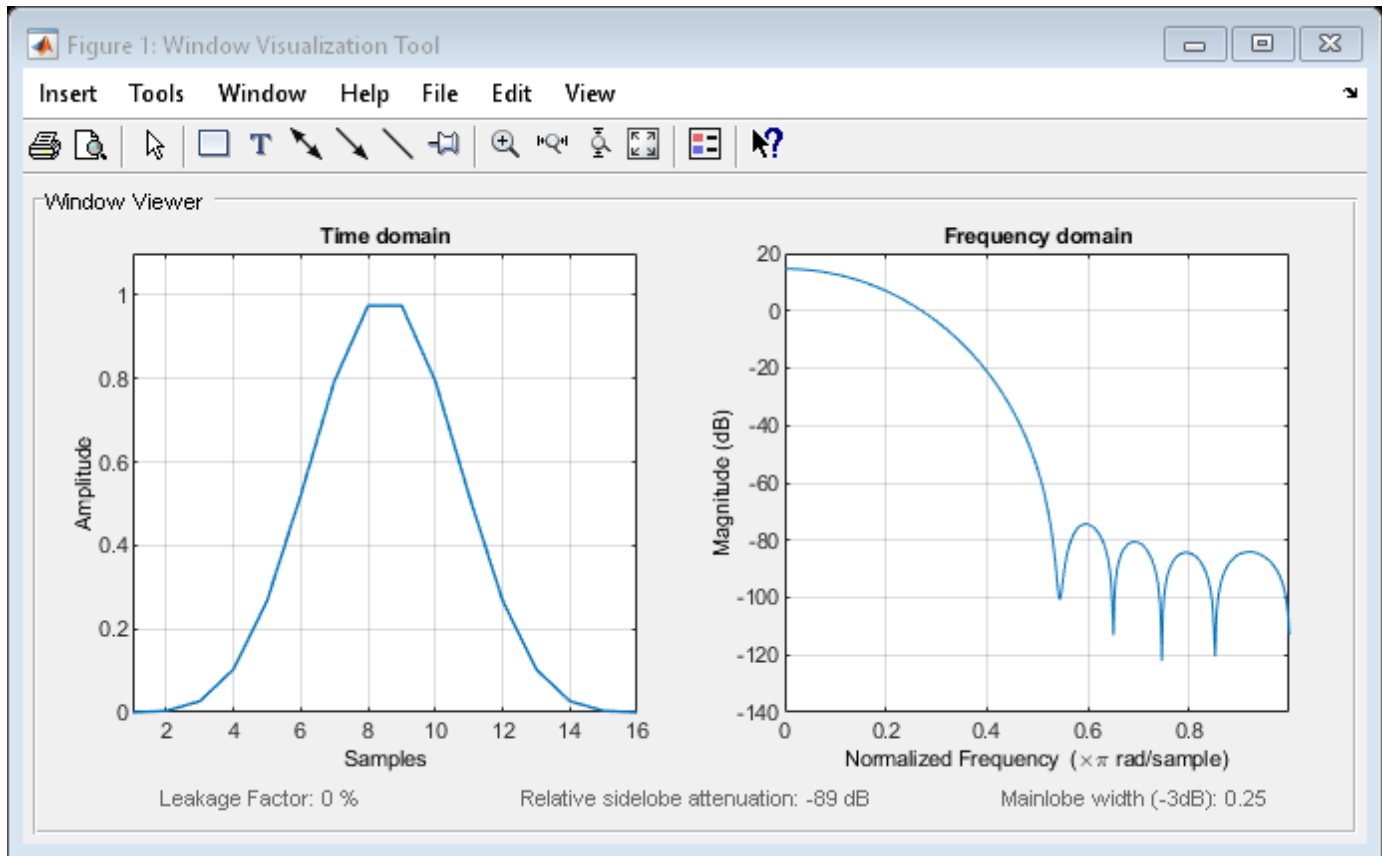 Figure 1: Window Visualization Tool
Insert Tools Window Help File Edit View
T
Window Viewer
Time domain
1
0.8
0.6
0.4
0.2
0
2 4 6 8 10 12 14 16
Amplitude
Samples
Frequency domain
20
0
-20
-40
-60
-80
-100
-120
-140
0 0.2 0.4 0.6 0.8
Magnitude (dB)
Normalized Frequency (×π rad/sample)
Leakage Factor: 0 %
Relative sidelobe attenuation: -89 dB
Mainlobe width (-3dB): 0.25